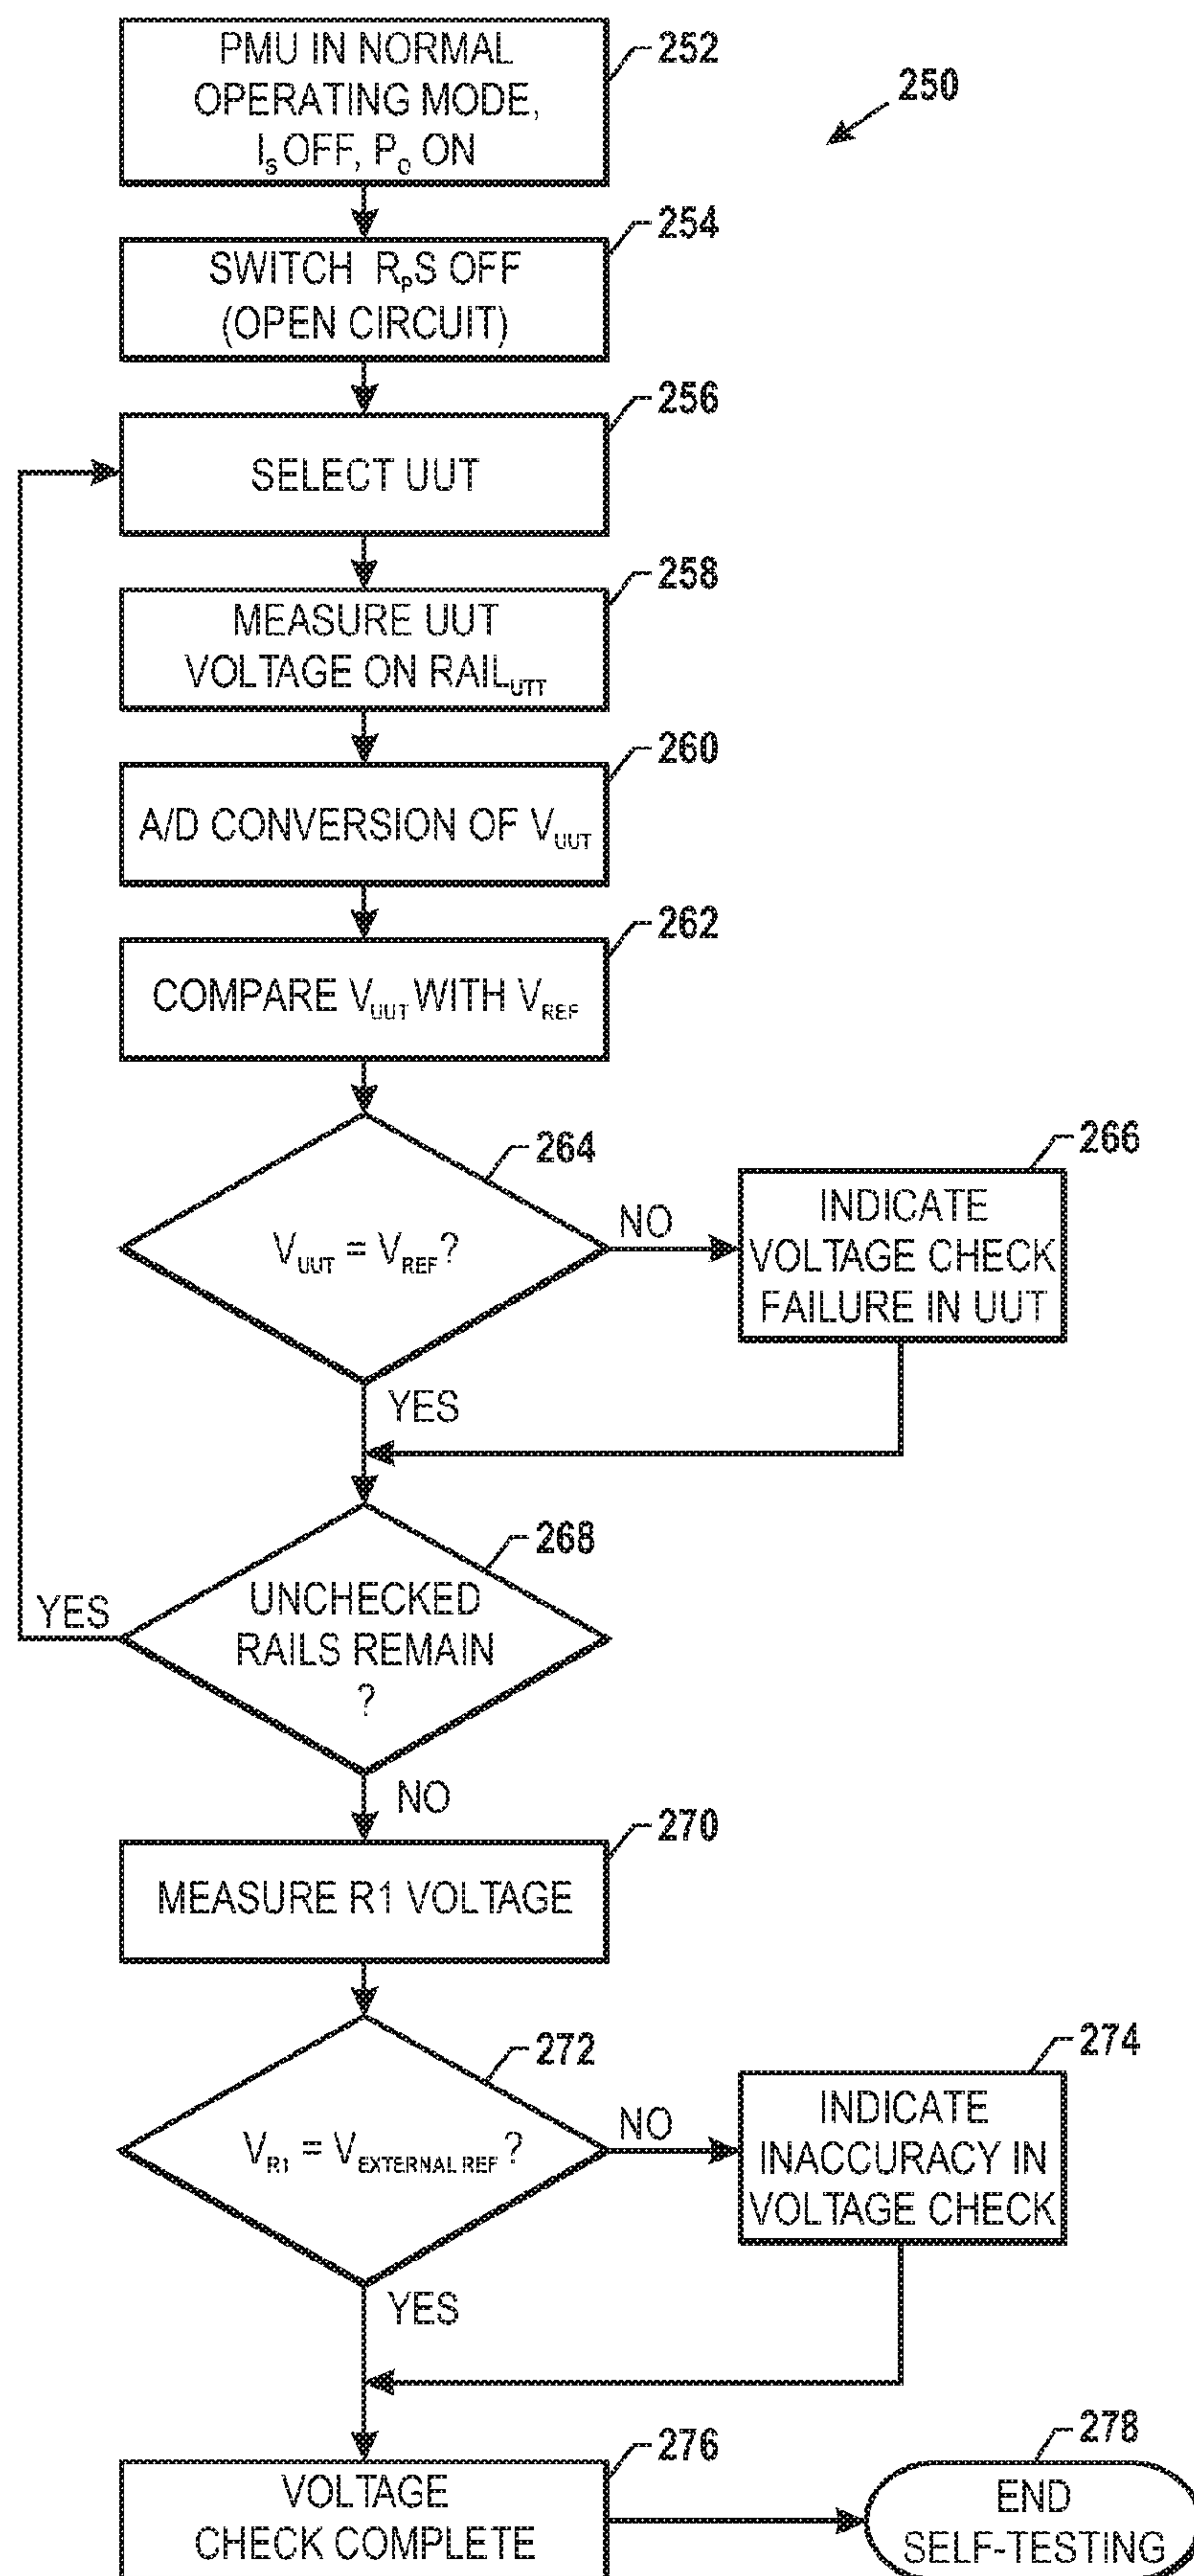 PMU IN NORMAL
OPERATING MODE,
IS OFF, PO ON
252
250
SWITCH RPS OFF
(OPEN CIRCUIT)
254
SELECT UUT
256
MEASURE UUT
VOLTAGE ON RAILUTT
258
A/D CONVERSION OF VUUT
260
COMPARE VUUT WITH VREF
262
VUUT = VREF?
264
NO
INDICATE
VOLTAGE CHECK
FAILURE IN UUT
266
YES
UNCHECKED
RAILS REMAIN
?
268
YES
NO
MEASURE R1 VOLTAGE
270
VR1 = VEXTERNAL REF ?
272
NO
INDICATE
INACCURACY IN
VOLTAGE CHECK
274
YES
VOLTAGE
CHECK COMPLETE
276
END
SELF-TESTING
278